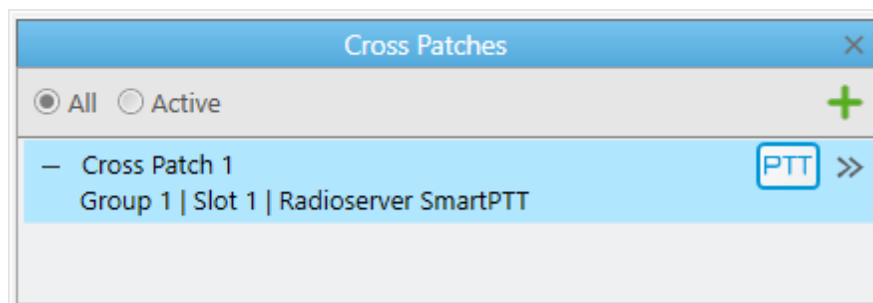 Cross Patches
All Active
Cross Patch 1 PTT
Group 1 | Slot 1 | Radioserver SmartPTT